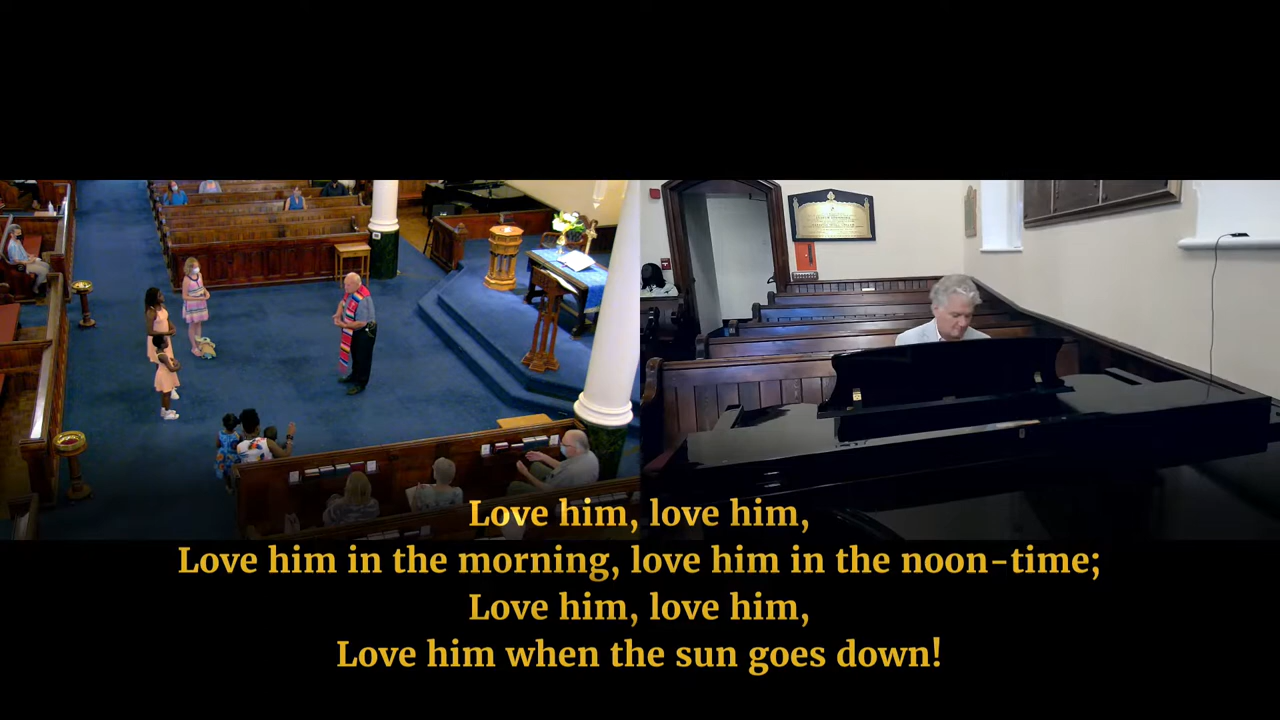 Love him, love him,
Love him in the morning, love him in the noon-time;
Love him, love him,
Love him when the sun goes down!